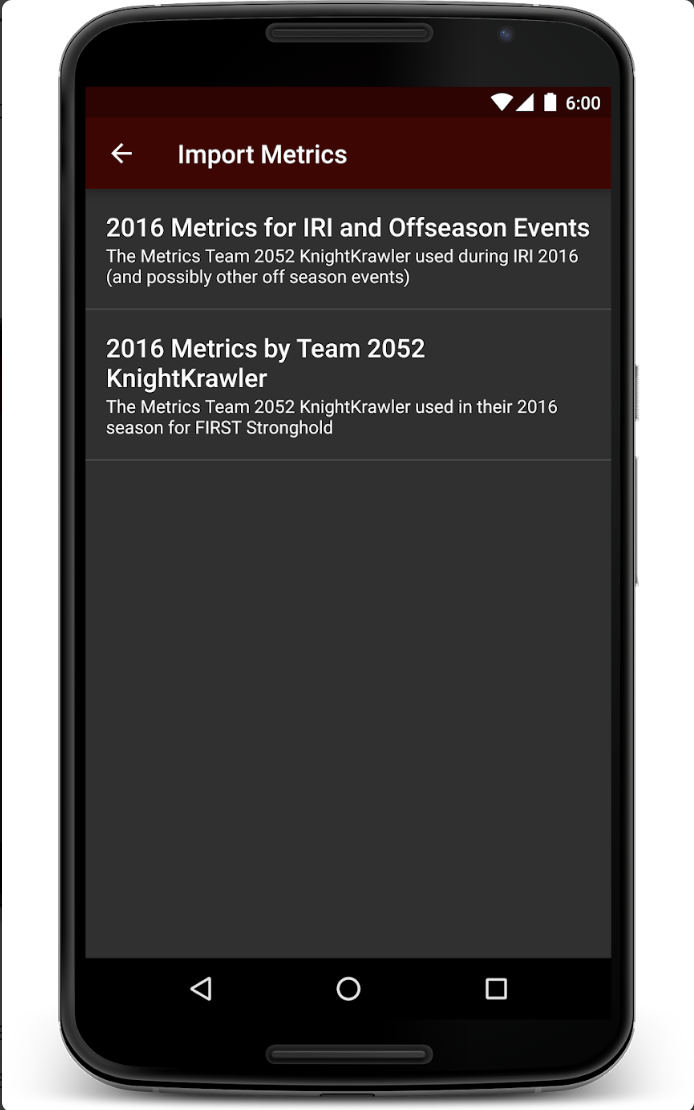 6:00
Import Metrics
2016 Metrics for IRI and Offseason Events
The Metrics Team 2052 KnightKrawler used during IRI 2016
(and possibly other off season events)
2016 Metrics by Team 2052
KnightKrawler
The Metrics Team 2052 KnightKrawler used in their 2016
season for FIRST Stronghold